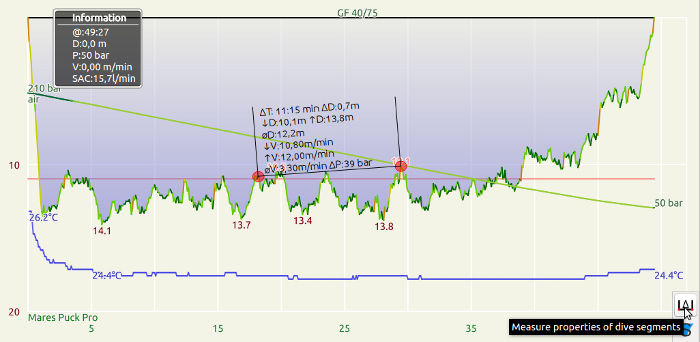 GF 40/75
Information
@:49:27
D:0,0 m
P:50 bar
V:0,00 m/min
SAC:15,7l/min
210 bar
air
ΔT: 11:15 min ΔD:0,7m
↓D:10,1m ↑D:13,8m
øD:12,2m
↓V:10,80m/min
↑V:12,00m/min
øV:3,30m/min ΔP:39 bar
10
50 bar
26.2°C
14.1
13.7
13.4
13.8
24.4°C
24.4°C
20
Mares Puck Pro
5
15
25
35
Measure properties of dive segments